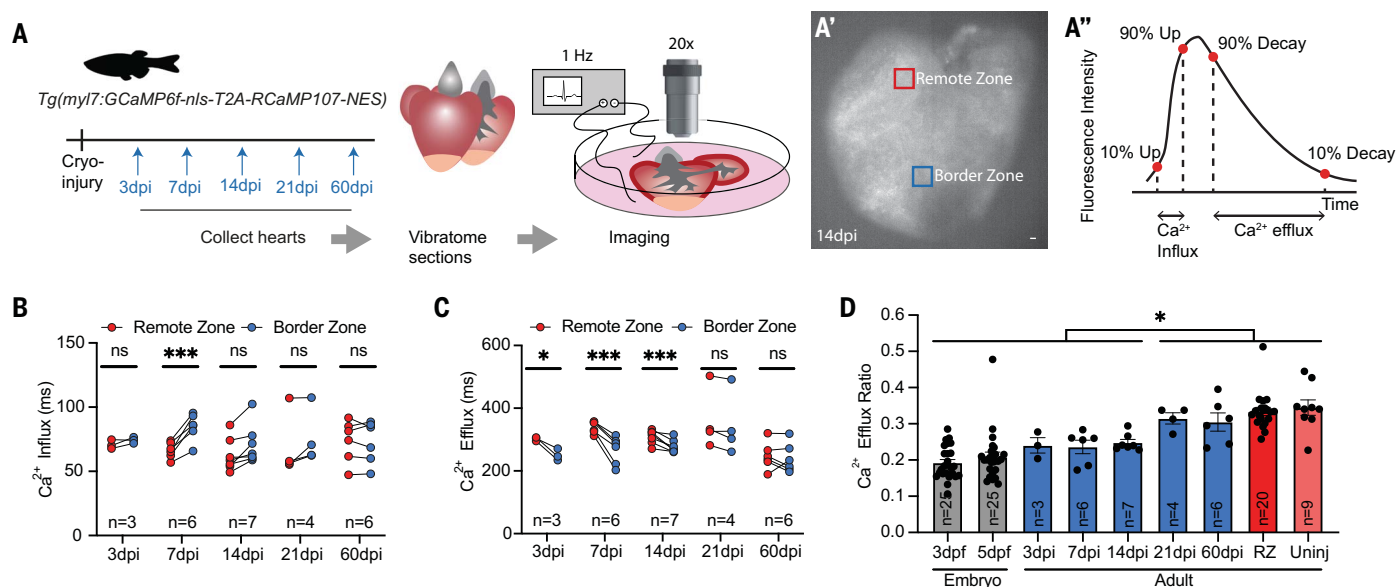 A
Tg(myl7:GCaMP6f-nls-T2A-RCaMP107-NES)
Cryo-
injury
3dpi
7dpi
14dpi
21dpi
60dpi
Collect hearts
Vibratome
sections
1 Hz
20x
Imaging
A'
Remote Zone
Border Zone
14dpi
A"
Fluorescence Intensity
90% Up
90% Decay
10% Up
10% Decay
Time
Ca2+
Influx
Ca2+ efflux
B
Remote Zone
Border Zone
ns
***
ns
ns
ns
Ca2+ Influx (ms)
150
100
50
0
n=3
n=6
n=7
n=4
n=6
3dpi
7dpi
14dpi
21dpi
60dpi
C
Remote Zone
Border Zone
*
***
***
ns
ns
Ca2+ Efflux (ms)
600
400
200
0
n=3
n=6
n=7
n=4
n=6
3dpi
7dpi
14dpi
21dpi
60dpi
D
*
Ca2+ Efflux Ratio
0.6
0.5
0.4
0.3
0.2
0.1
0.0
n=25
n=25
n=3
n=6
n=7
n=4
n=6
n=20
n=9
3dpf
5dpf
3dpi
7dpi
14dpi
21dpi
60dpi
RZ
Uninj
Embryo
Adult